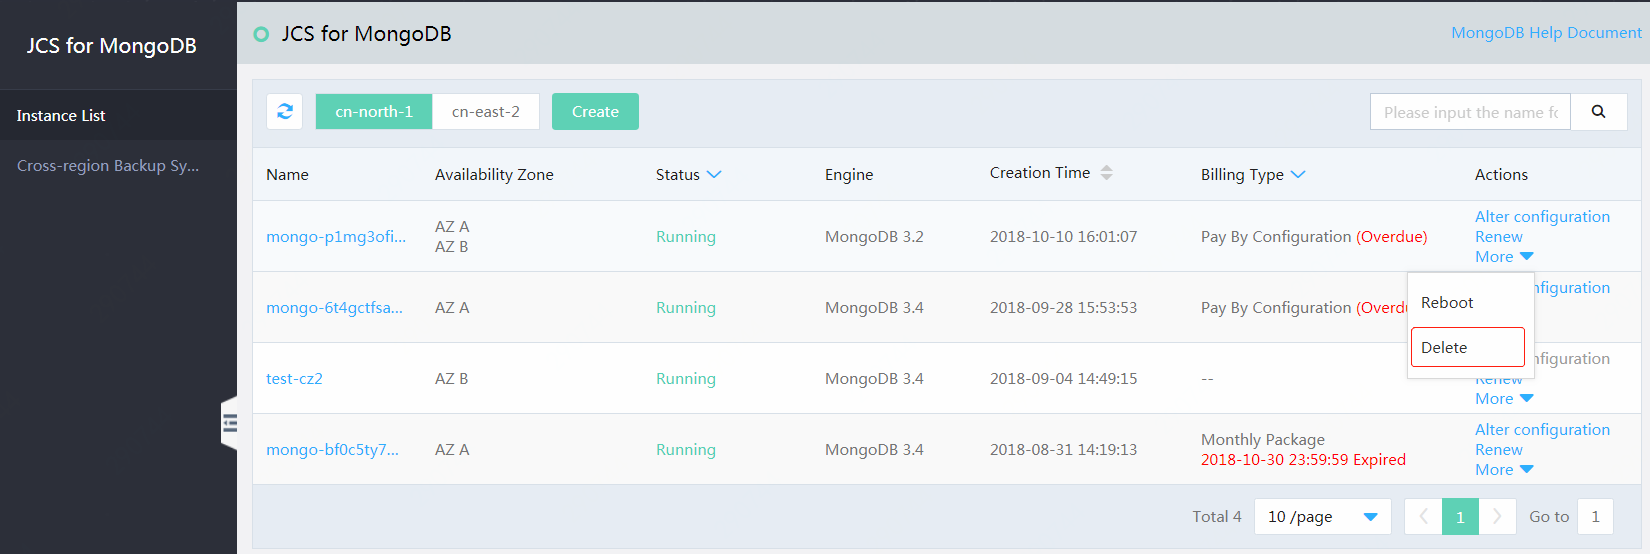 JCS for MongoDB
Instance List
Cross-region Backup Sy...
JCS for MongoDB
MongoDB Help Document
cn-north-1
cn-east-2
Create
Please input the name fo
Name
Availability Zone
Status
Engine
Creation Time
Billing Type
Actions
mongo-p1mg3ofi...
AZ A
AZ B
Running
MongoDB 3.2
2018-10-10 16:01:07
Pay By Configuration (Overdue)
Alter configuration
Renew
More
Reboot
Delete
mongo-6t4gctfsa...
AZ A
Running
MongoDB 3.4
2018-09-28 15:53:53
Pay By Configuration (Overdu
figuration
test-cz2
AZ B
Running
MongoDB 3.4
2018-09-04 14:49:15
--
figuration
Renew
More
mongo-bf0c5ty7...
AZ A
Running
MongoDB 3.4
2018-08-31 14:19:13
Monthly Package
2018-10-30 23:59:59 Expired
Alter configuration
Renew
More
Total 4
10 /page
1
Go to
1